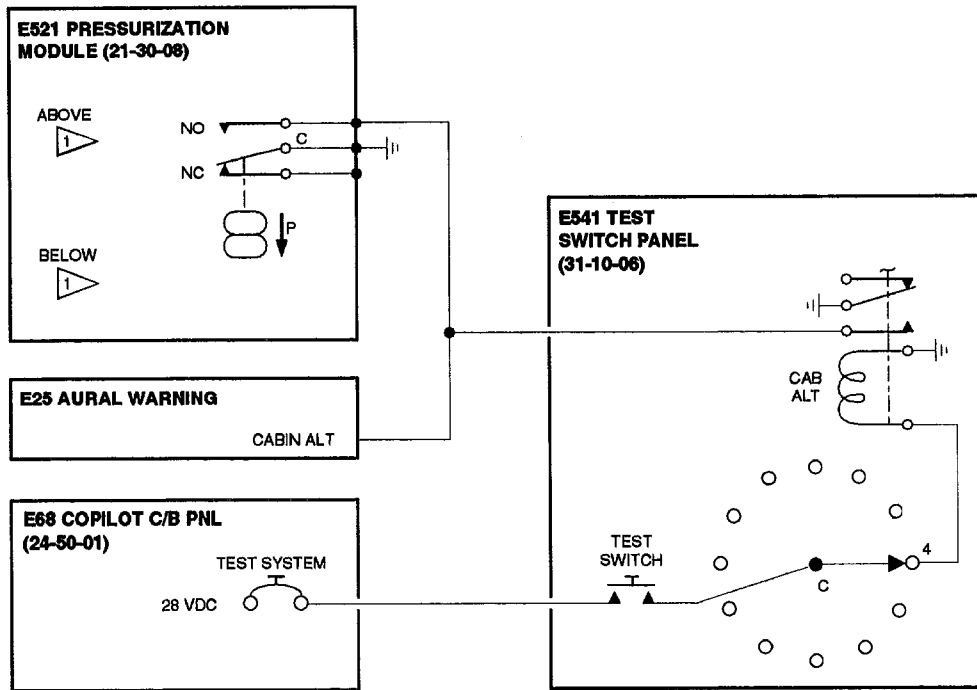 E521 PRESSURIZATION
MODULE (21-30-08)
ABOVE
1
NO
C
NC
P
BELOW
1
E541 TEST
SWITCH PANEL
(31-10-06)
CAB
ALT
E25 AURAL WARNING
CABIN ALT
E68 COPILOT C/B PNL
(24-50-01)
TEST SYSTEM
28 VDC
TEST
SWITCH
4
C